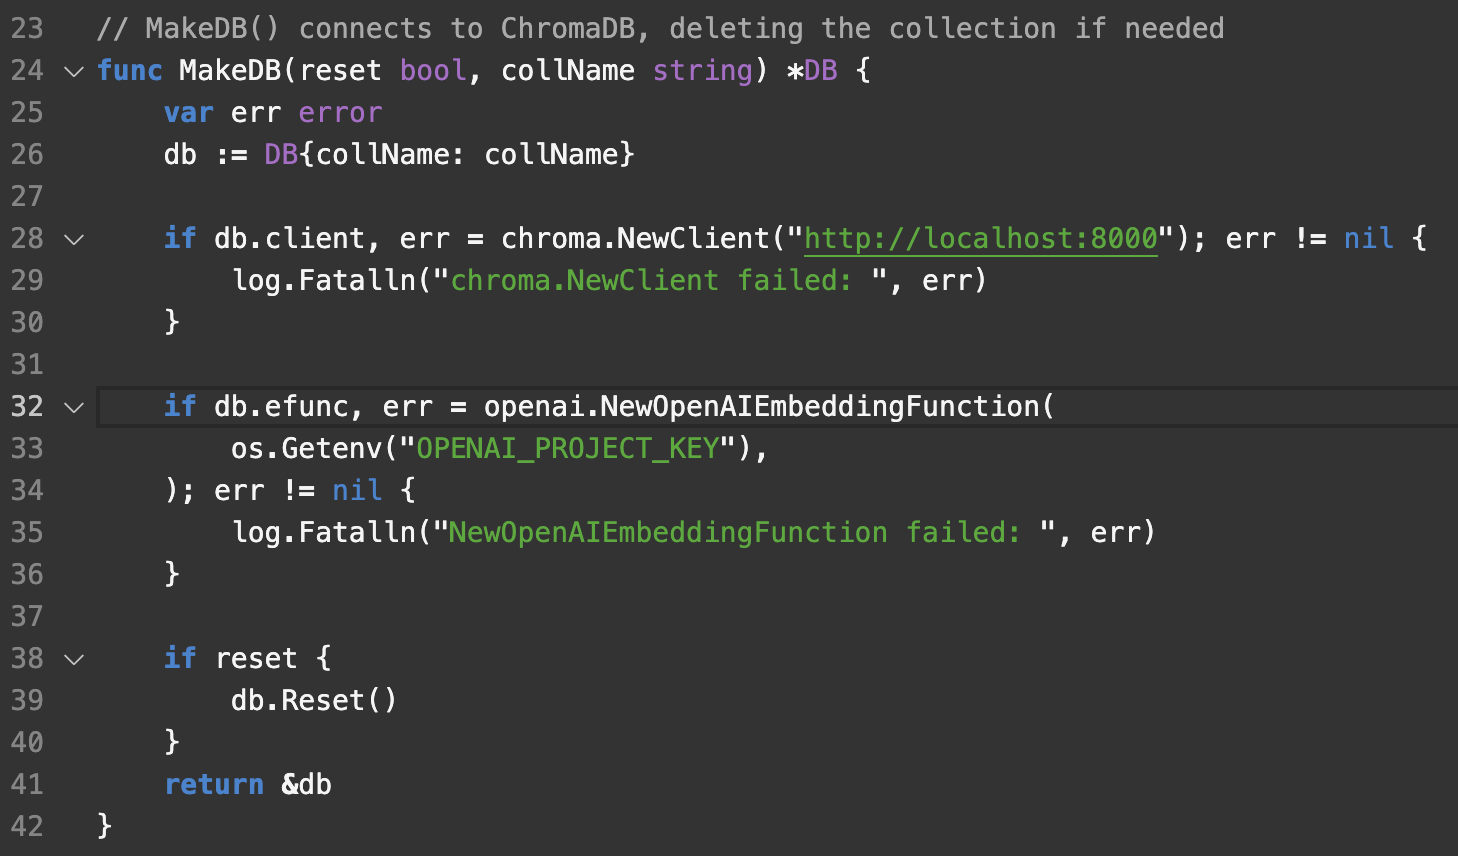 23 // MakeDB() connects to ChromaDB, deleting the collection if needed
24 func MakeDB(reset bool, collName string) *DB {
25     var err error
26     db := DB{collName: collName}
27
28     if db.client, err = chroma.NewClient("http://localhost:8000"); err != nil {
29         log.Fatalln("chroma.NewClient failed: ", err)
30     }
31
32     if db.efunc, err = openai.NewOpenAIEmbeddingFunction(
33         os.Getenv("OPENAI_PROJECT_KEY"),
34     ); err != nil {
35         log.Fatalln("NewOpenAIEmbeddingFunction failed: ", err)
36     }
37
38     if reset {
39         db.Reset()
40     }
41     return &db
42 }